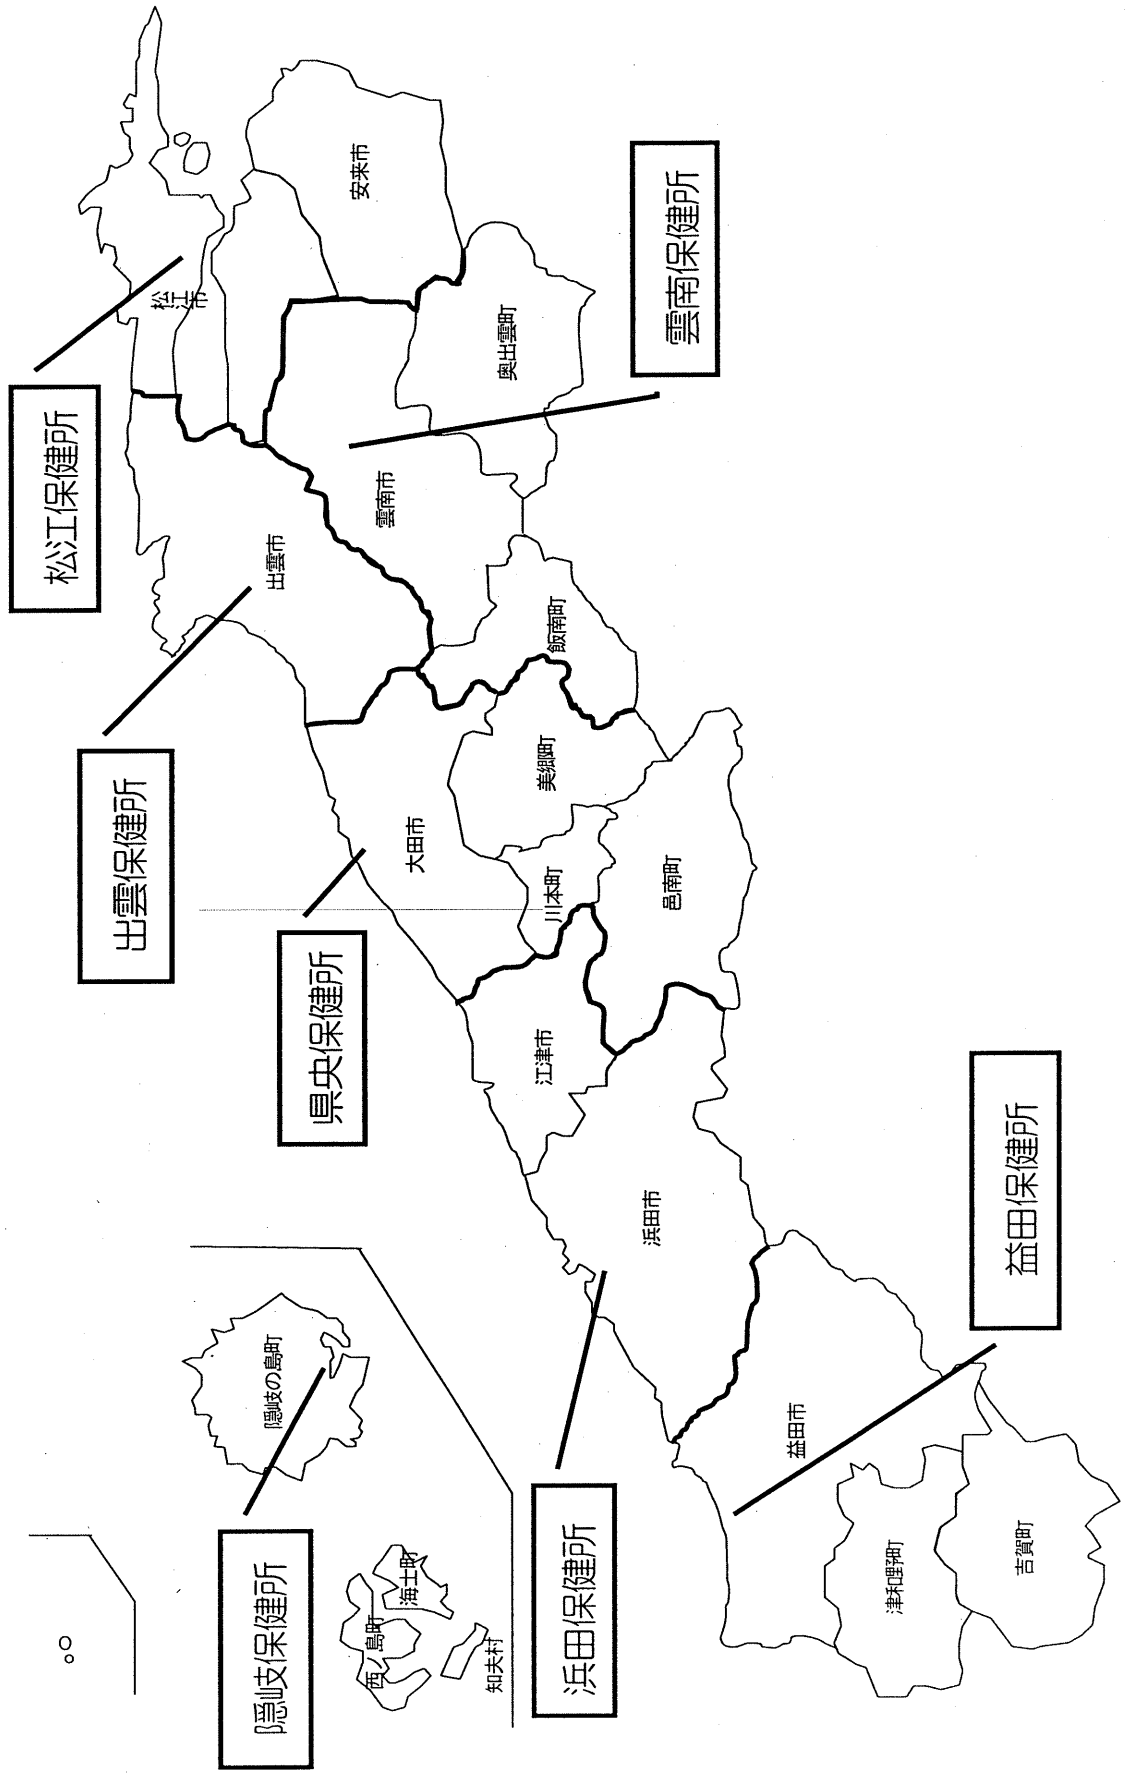 隠岐保健所
隠岐の島町
西ノ島町
海士町
知夫村
松江保健所
松江市
安来市
出雲保健所
出雲市
雲南保健所
雲南市
奥出雲町
飯南町
県央保健所
大田市
美郷町
川本町
邑南町
浜田保健所
江津市
浜田市
益田保健所
益田市
津和野町
吉賀町